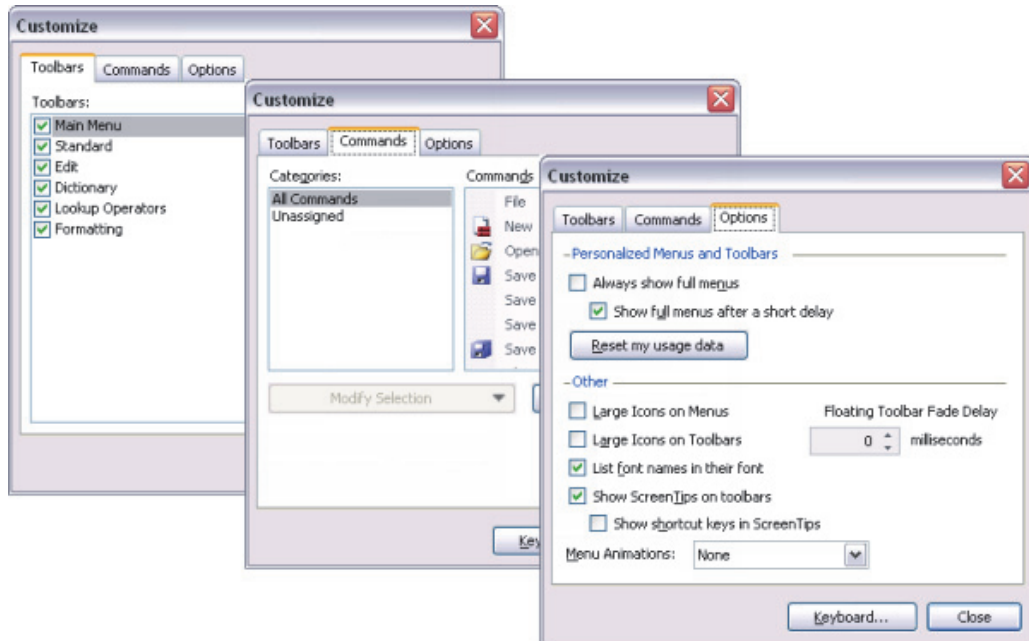 Customize
Toolbars Commands Options
Toolbars:
Main Menu
Standard
Edit
Dictionary
Lookup Operators
Formatting
Customize
Toolbars Commands Options
Categories:
All Commands
Unassigned
Commands
File
New
Open
Save
Save
Save
Save
Modify Selection
Key
Customize
Toolbars Commands Options
Personalized Menus and Toolbars
Always show full menus
Show full menus after a short delay
Reset my usage data
Other
Large Icons on Menus
Floating Toolbar Fade Delay
Large Icons on Toolbars
0 milliseconds
List font names in their font
Show ScreenTips on toolbars
Show shortcut keys in ScreenTips
Menu Animations: None
Keyboard... Close